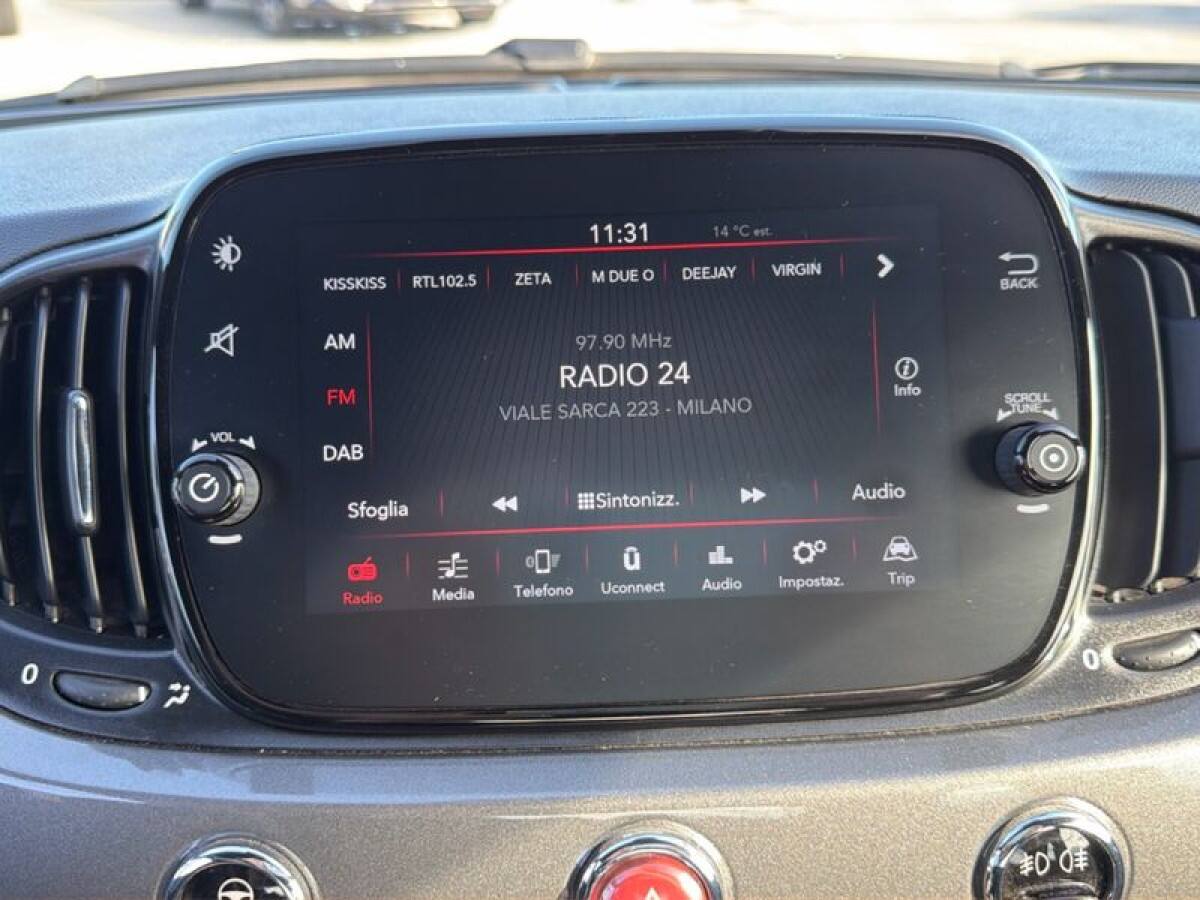 11:31 14 °C est.
KISSKISS RTL102.5 ZETA M DUE O DEEJAY VIRGIN
BACK
AM
97.90 MHz
RADIO 24
VIALE SARCA 223 - MILANO
FM
Info
DAB
VOL
SCROLL
TUNE
Sfoglia Sintonizz. Audio
Radio Media Telefono Uconnect Audio Impostaz. Trip
0
0